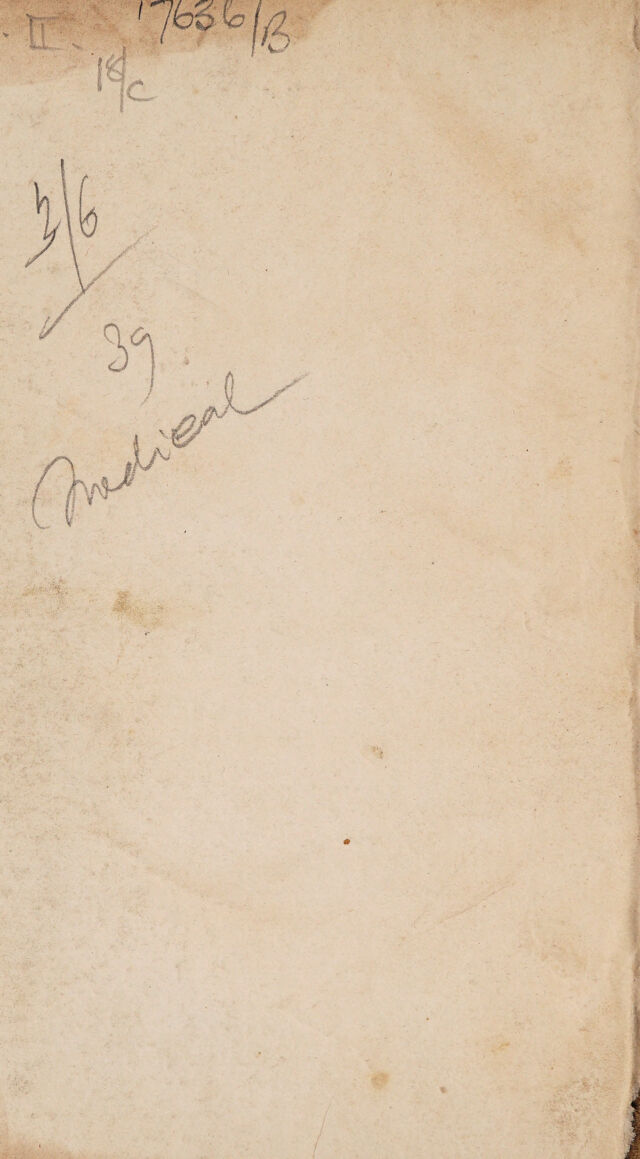 17636/B
. II.
18/C
3/6
39
Medical